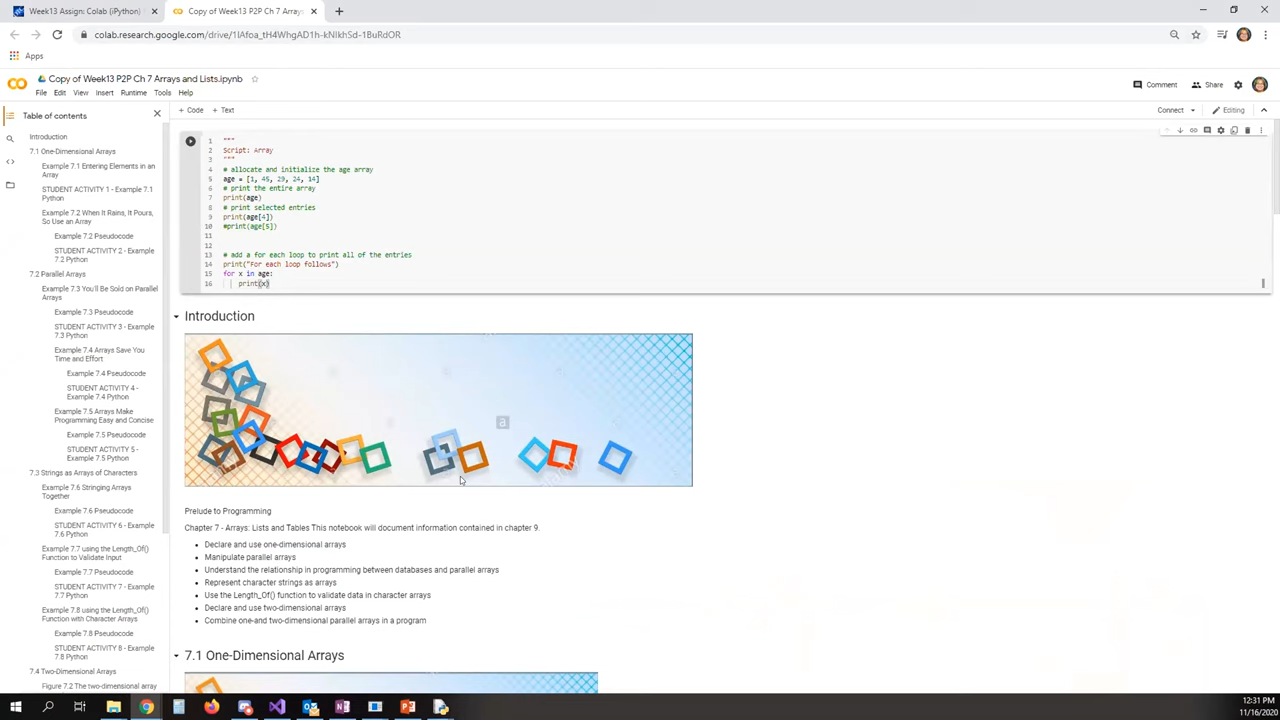 Week13 Assign: Colab (iPython)
Copy of Week13 P2P Ch 7 Arrays
colab.research.google.com/drive/1lAfoa_tH4WhgAD1h-kNlkhSd-1BuRdOR
Apps
Copy of Week13 P2P Ch 7 Arrays and Lists.ipynb
Comment
Share
File Edit View Insert Runtime Tools Help
Table of contents
+ Code + Text
Connect
Editing
Introduction
7.1 One-Dimensional Arrays
Example 7.1 Entering Elements in an
Array
STUDENT ACTIVITY 1 - Example 7.1
Python
Example 7.2 When It Rains, It Pours,
So Use an Array
Example 7.2 Pseudocode
STUDENT ACTIVITY 2 - Example
7.2 Python
7.2 Parallel Arrays
Example 7.3 You'll Be Sold on Parallel
Arrays
Example 7.3 Pseudocode
STUDENT ACTIVITY 3 - Example
7.3 Python
Example 7.4 Arrays Save You
Time and Effort
Example 7.4 Pseudocode
STUDENT ACTIVITY 4 -
Example 7.4 Python
Example 7.5 Arrays Make
Programming Easy and Concise
Example 7.5 Pseudocode
STUDENT ACTIVITY 5 -
Example 7.5 Python
7.3 Strings as Arrays of Characters
Example 7.6 Stringing Arrays
Together
Example 7.6 Pseudocode
STUDENT ACTIVITY 6 - Example
7.6 Python
Example 7.7 using the Length_Of()
Function to Validate Input
Example 7.7 Pseudocode
STUDENT ACTIVITY 7 - Example
7.7 Python
Example 7.8 using the Length_Of()
Function with Character Arrays
Example 7.8 Pseudocode
STUDENT ACTIVITY 8 - Example
7.8 Python
7.4 Two-Dimensional Arrays
Figure 7.2 The two-dimensional array
1 """
2 Script: Array
3 """
4 # allocate and initialize the age array
5 age = [1, 45, 29, 24, 14]
6 # print the entire array
7 print(age)
8 # print selected entries
9 print(age[4])
10 #print(age[5])
11
12
13 # add a for each loop to print all of the entries
14 print("For each loop follows")
15 for x in age:
16 print(x)
Introduction
a
Prelude to Programming
Chapter 7 - Arrays: Lists and Tables This notebook will document information contained in chapter 9.
• Declare and use one-dimensional arrays
• Manipulate parallel arrays
• Understand the relationship in programming between databases and parallel arrays
• Represent character strings as arrays
• Use the Length_Of() function to validate data in character arrays
• Declare and use two-dimensional arrays
• Combine one-and two-dimensional parallel arrays in a program
7.1 One-Dimensional Arrays
12:31 PM
11/16/2020